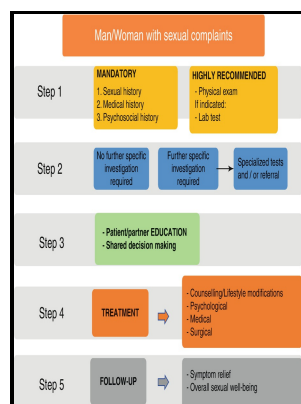 Man/Woman with sexual complaints
Step 1
MANDATORY
1. Sexual history
2. Medical history
3. Psychosocial history
HIGHLY RECOMMENDED
- Physical exam
If indicated:
- Lab test
Step 2
No further specific
investigation
required
Further specific
investigation
required
Specialized tests
and / or referral
Step 3
- Patient/partner EDUCATION
- Shared decision making
Step 4
TREATMENT
- Counselling/Lifestyle modifications
- Psychological
- Medical
- Surgical
Step 5
FOLLOW-UP
- Symptom relief
- Overall sexual well-being